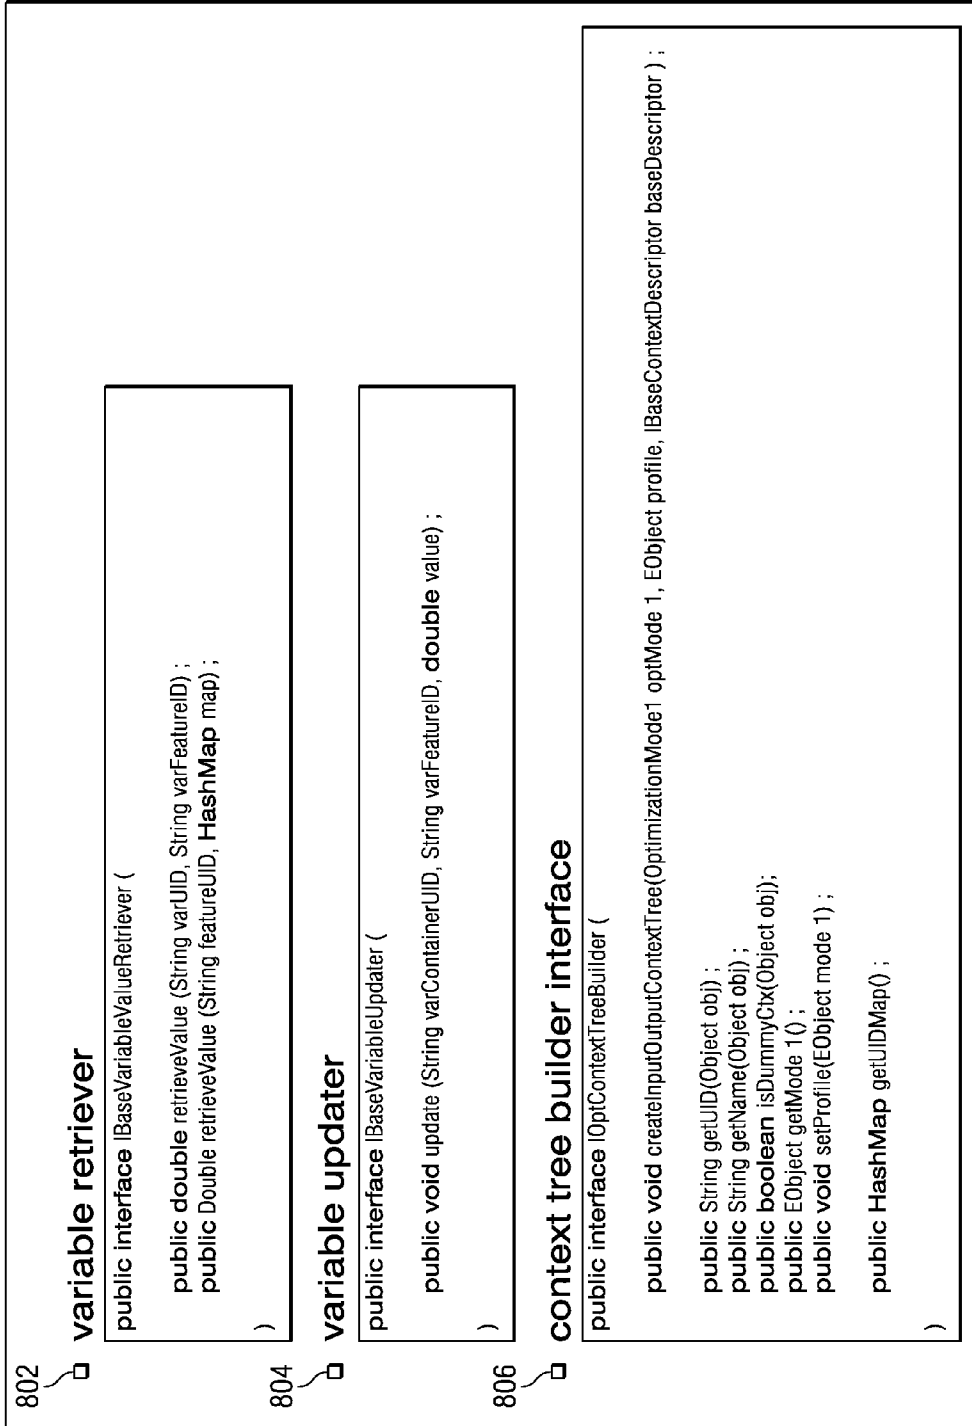 802
variable retriever
public interface IBaseVariableValueRetriever (
public double retrieveValue (String varUID, String varFeatureID) ;
public Double retrieveValue (String featureUID, HashMap map) ;
)
804
variable updater
public interface IBaseVariableUpdater (
public void update (String varContainerUID, String varFeatureID, double value) ;
)
806
context tree builder interface
public interface IOptContextTreeBuilder (
public void createInputOutputContextTree(OptimizationMode1 optMode 1, EObject profile, IBaseContextDescriptor baseDescriptor ) ;
public String getUID(Object obj) ;
public String getName(Object obj) ;
public boolean isDummyCtx(Object obj);
public EObject getMode 1() ;
public void setProfile(EObject mode 1) ;
public HashMap getUIDMap() ;
)